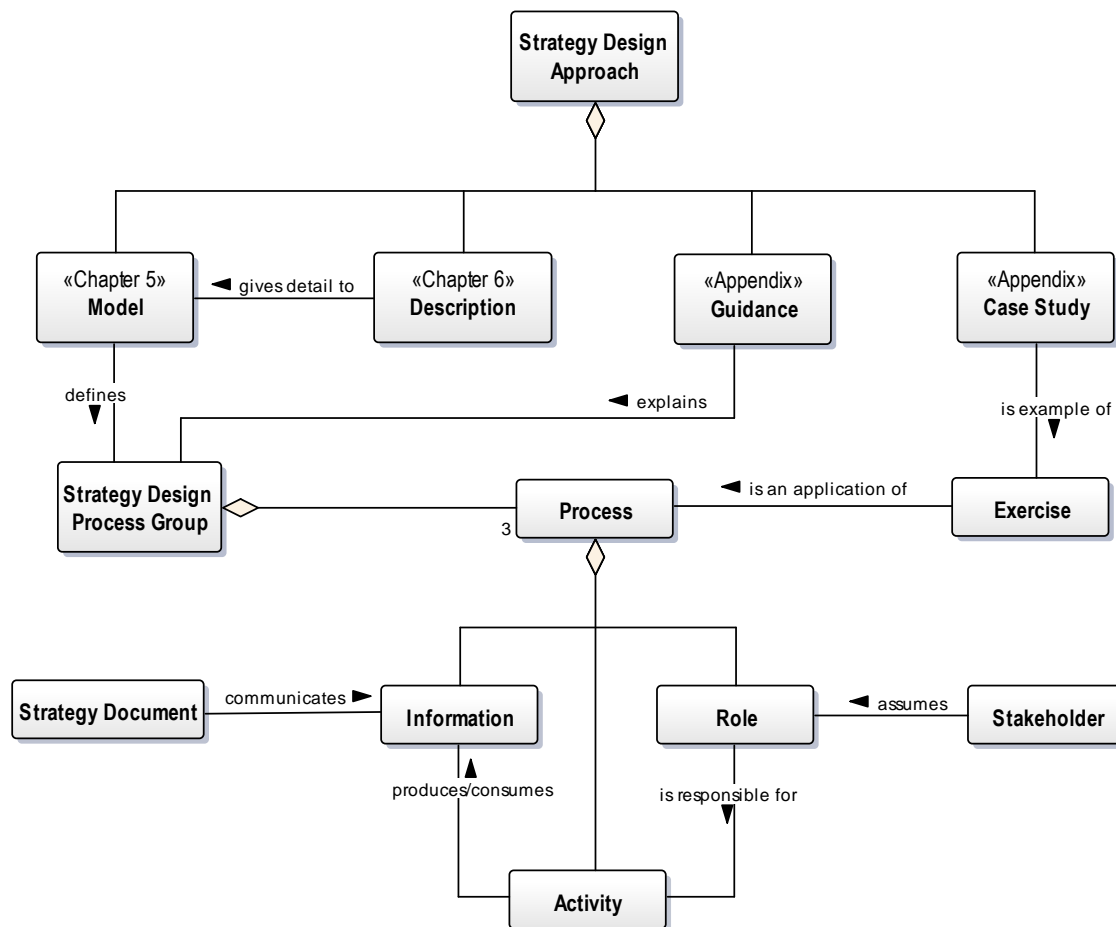 Strategy Design
Approach
«Chapter 5»
Model
gives detail to
«Chapter 6»
Description
«Appendix»
Guidance
«Appendix»
Case Study
defines
explains
is example of
Strategy Design
Process Group
3
Process
is an application of
Exercise
Strategy Document
communicates
Information
Role
assumes
Stakeholder
produces/consumes
is responsible for
Activity